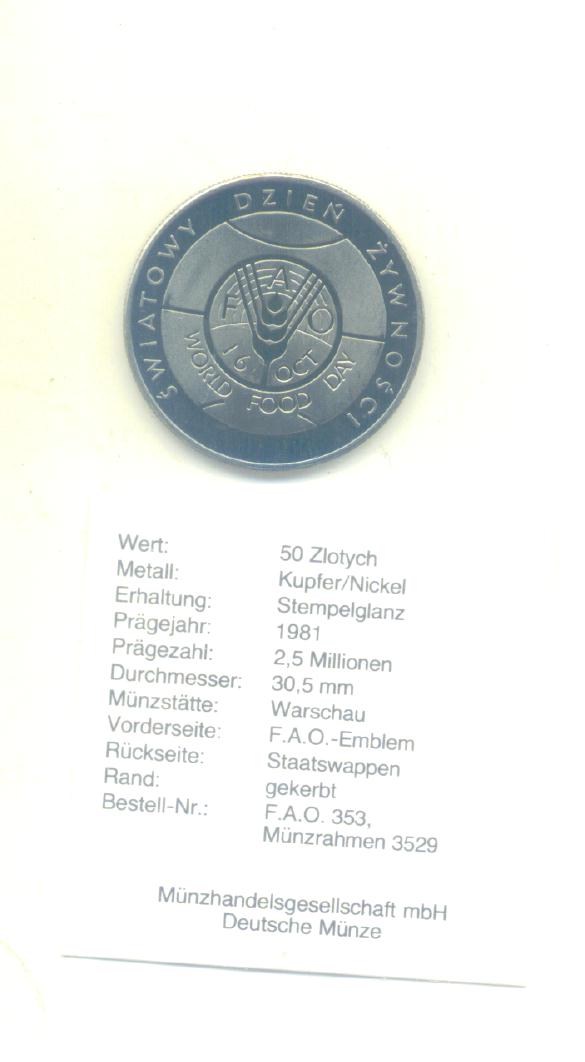 ŚWIATOWY DZIEŃ ŻYWNOŚCI
F A O
16 OCT
WORLD FOOD DAY
Wert: 50 Zlotych
Metall: Kupfer/Nickel
Erhaltung: Stempelglanz
Prägejahr: 1981
Prägezahl: 2,5 Millionen
Durchmesser: 30,5 mm
Münzstätte: Warschau
Vorderseite: F.A.O.-Emblem
Rückseite: Staatswappen
Rand: gekerbt
Bestell-Nr.: F.A.O. 353,
Münzrahmen 3529
Münzhandelsgesellschaft mbH
Deutsche Münze